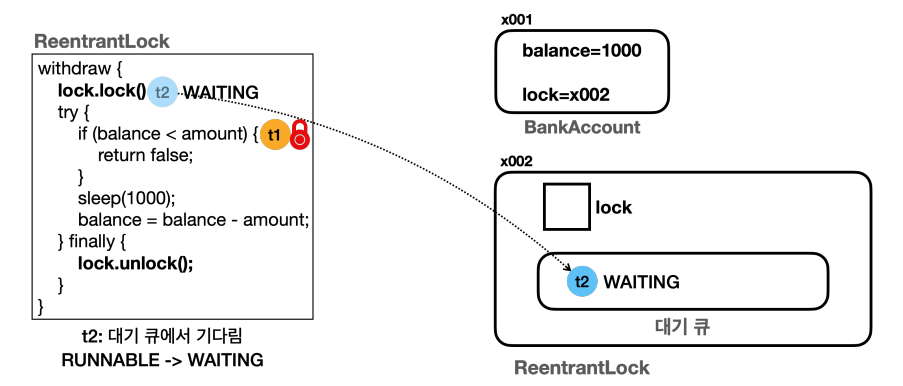 ReentrantLock
withdraw {
lock.lock() t2 WAITING
try {
if (balance < amount) { t1
return false;
}
sleep(1000);
balance = balance - amount;
} finally {
lock.unlock();
}
}
t2: 대기 큐에서 기다림
RUNNABLE -> WAITING
x001
balance=1000
lock=x002
BankAccount
x002
lock
t2 WAITING
대기 큐
ReentrantLock